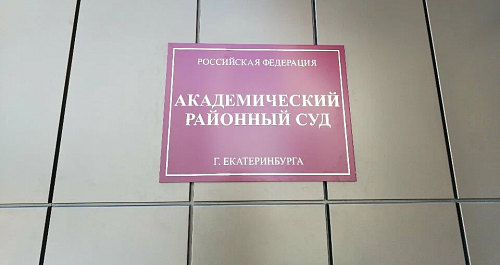 РОССИЙСКАЯ ФЕДЕРАЦИЯ
АКАДЕМИЧЕСКИЙ
РАЙОННЫЙ СУД
Г. ЕКАТЕРИНБУРГА